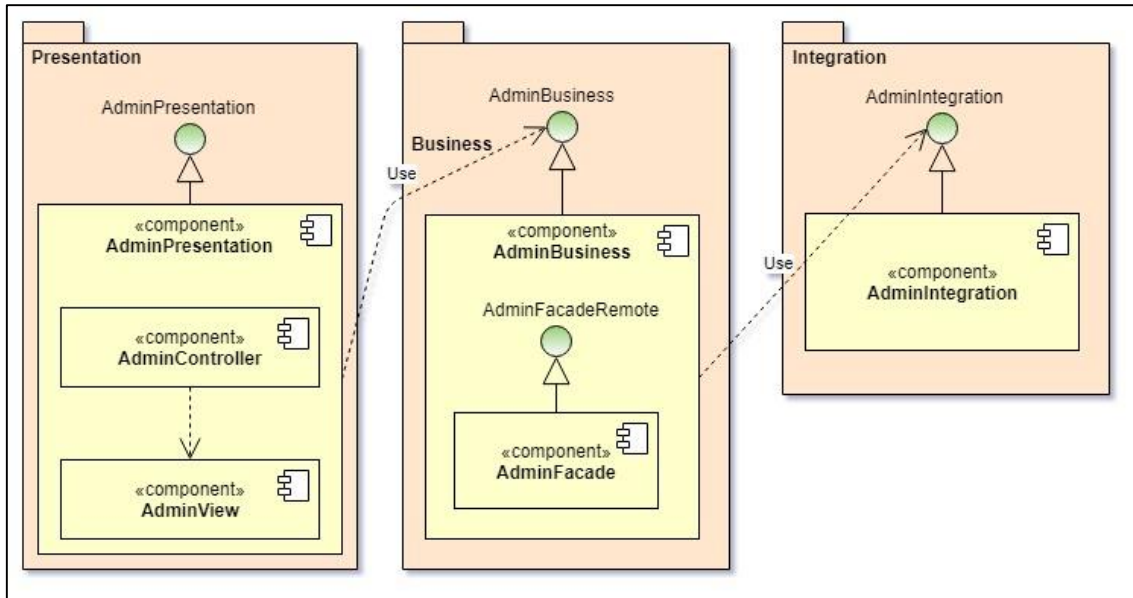 Presentation
AdminPresentation
«component»
AdminPresentation
«component»
AdminController
«component»
AdminView
Use
Business
AdminBusiness
«component»
AdminBusiness
AdminFacadeRemote
«component»
AdminFacade
Use
Integration
AdminIntegration
«component»
AdminIntegration